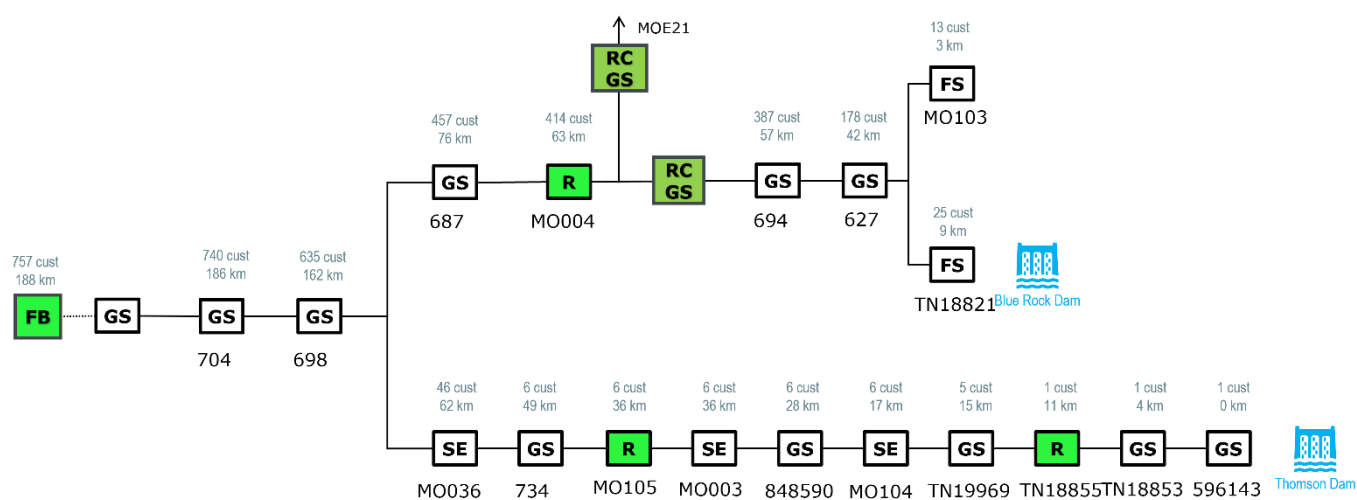 MOE21
RC
GS
13 cust
3 km
FS
MO103
457 cust
76 km
GS
687
414 cust
63 km
R
MO004
RC
GS
387 cust
57 km
GS
694
178 cust
42 km
GS
627
25 cust
9 km
FS
TN18821
Blue Rock Dam
757 cust
188 km
FB
GS
740 cust
186 km
GS
704
635 cust
162 km
GS
698
46 cust
62 km
SE
MO036
6 cust
49 km
GS
734
6 cust
36 km
R
MO105
6 cust
36 km
SE
MO003
6 cust
28 km
GS
848590
6 cust
17 km
SE
MO104
5 cust
15 km
GS
TN19969
1 cust
11 km
R
TN18855
1 cust
4 km
GS
TN18853
1 cust
0 km
GS
596143
Thomson Dam